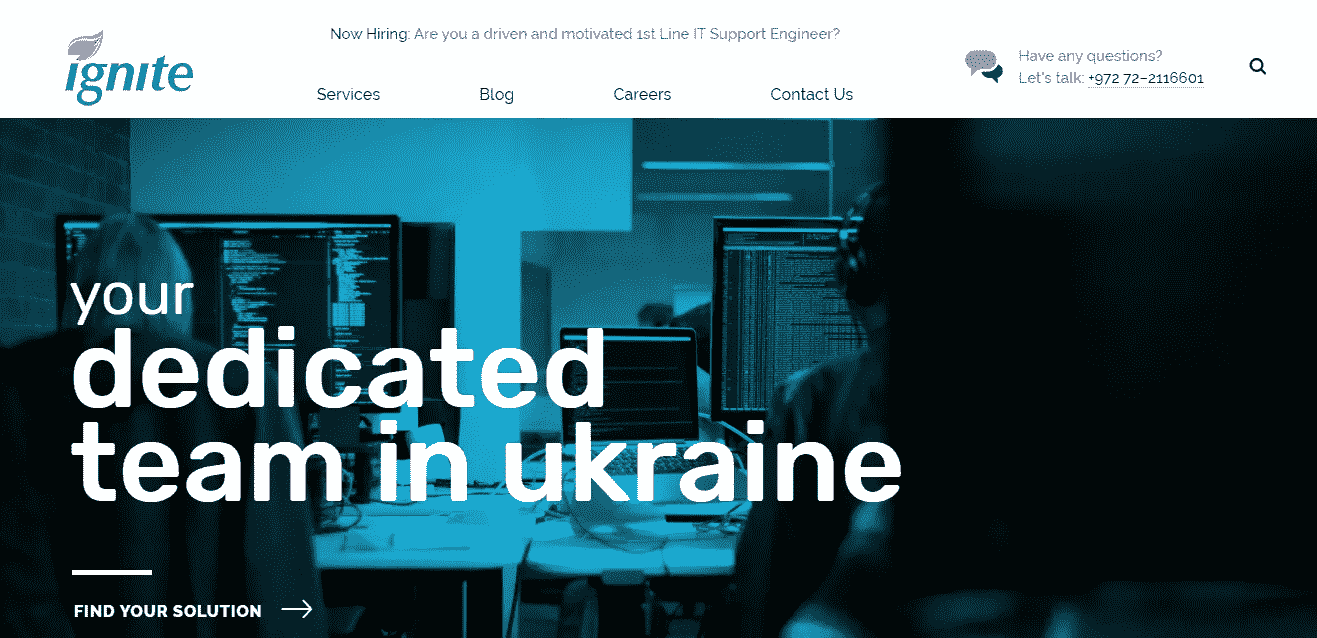 ignite
Now Hiring: Are you a driven and motivated 1st Line IT Support Engineer?
Services
Blog
Careers
Contact Us
Have any questions?
Let's talk: +972 72–2116601
your
dedicated
team in ukraine
FIND YOUR SOLUTION